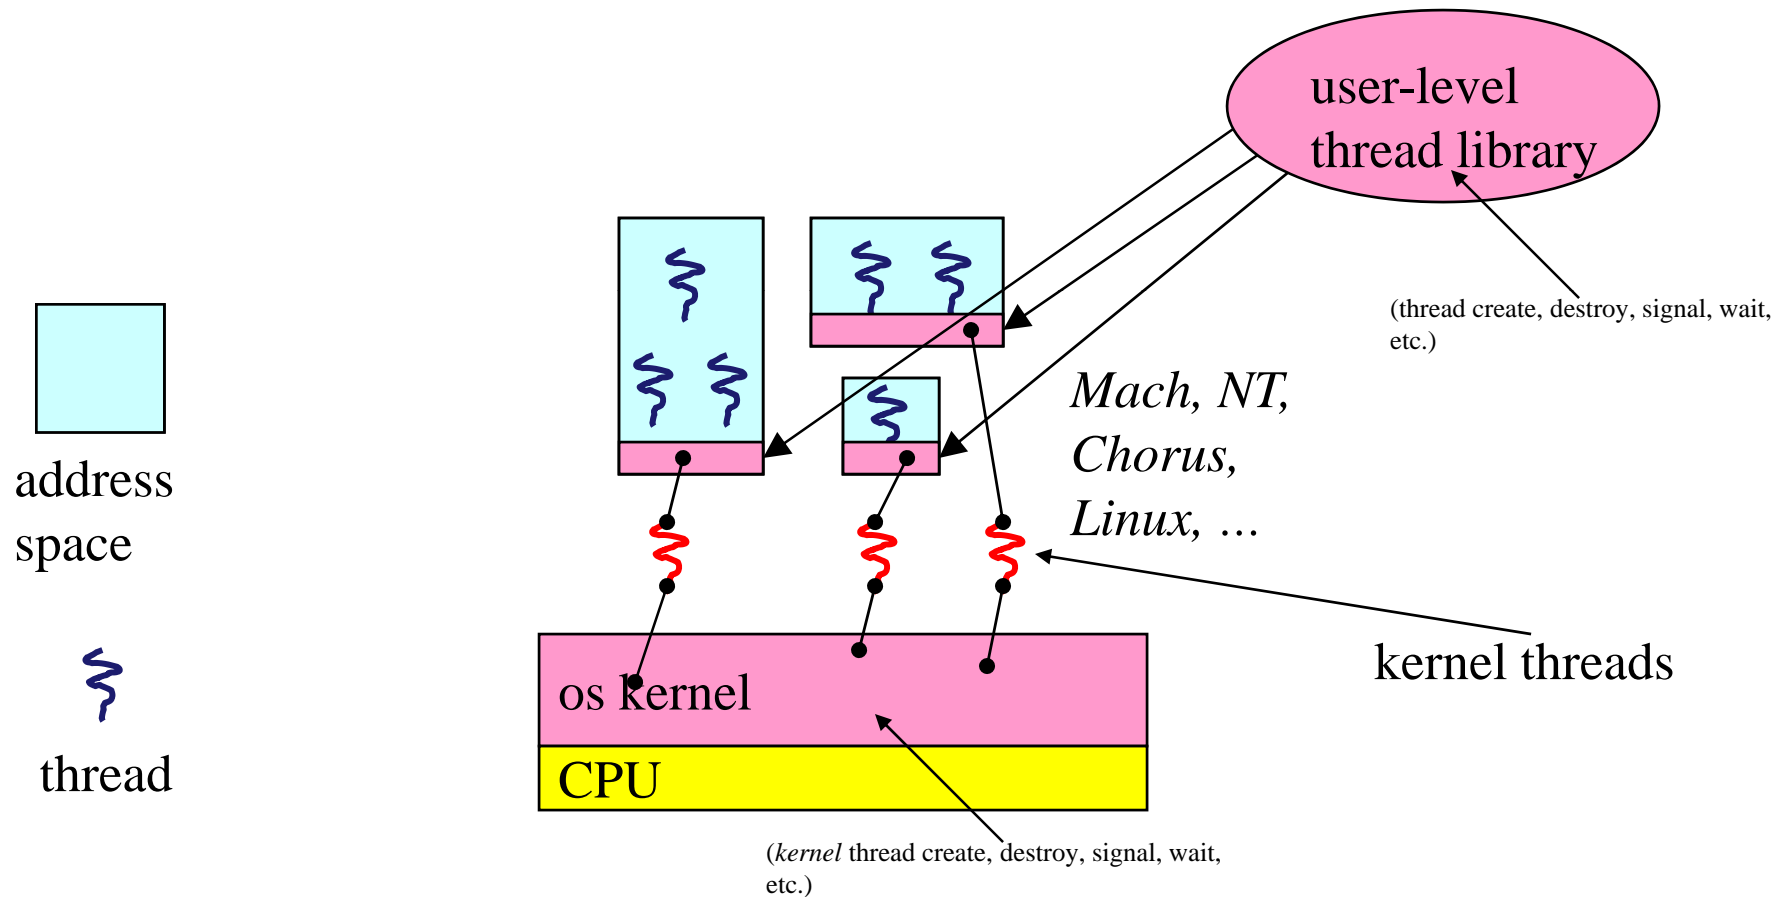 user-level
thread library
(thread create, destroy, signal, wait,
etc.)
Mach, NT,
Chorus,
Linux, ...
address
space
kernel threads
os kernel
thread
CPU
(kernel thread create, destroy, signal, wait,
etc.)